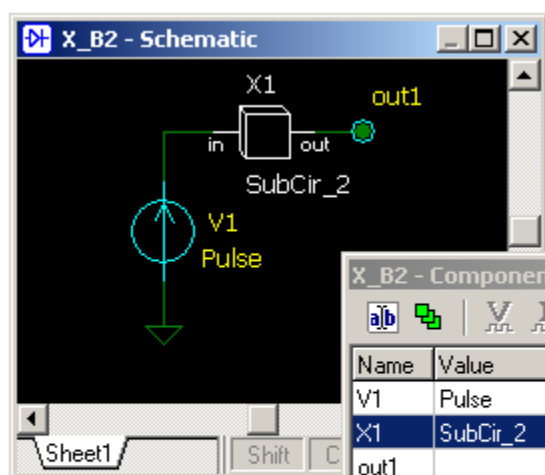 X_B2 - Schematic
X1
out1
in
out
SubCir_2
V1
Pulse
X_B2 - Componen
a|b
Name Value
V1 Pulse
X1 SubCir_2
out1
Sheet1
Shift
C